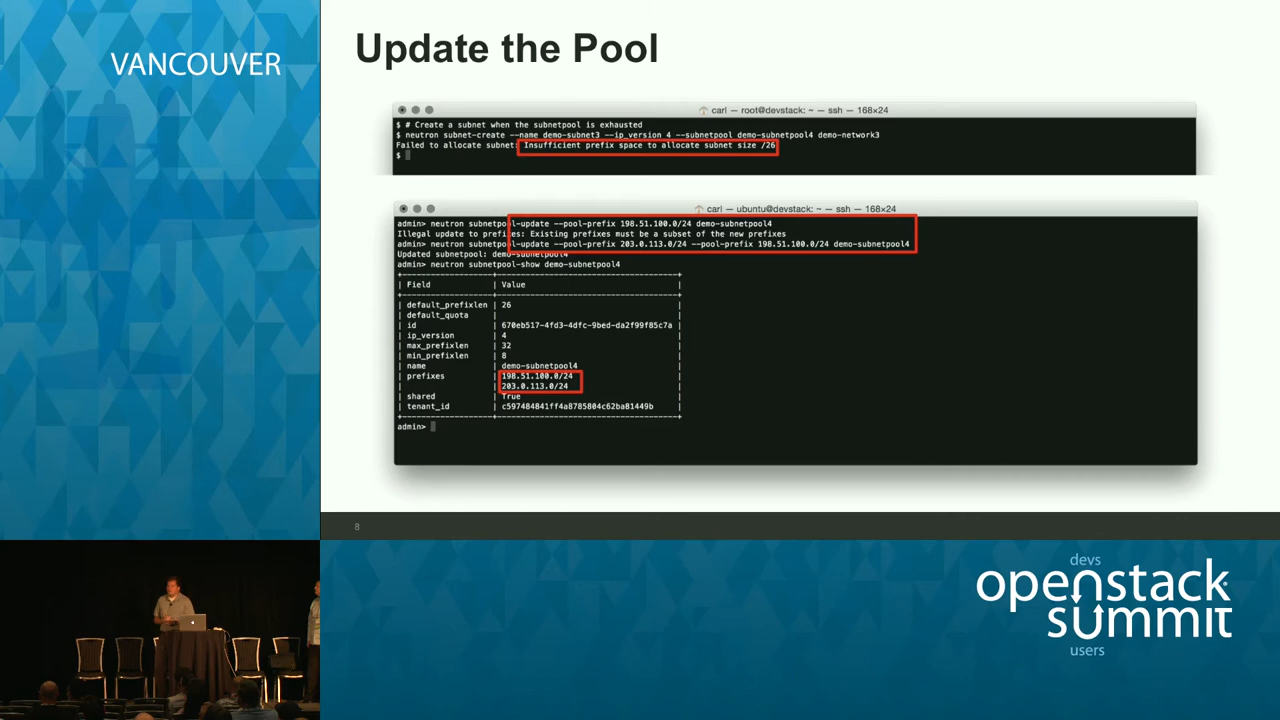 VANCOUVER
Update the Pool
carl — root@devstack: ~ — ssh — 168×24
$ # Create a subnet when the subnetpool is exhausted
$ neutron subnet-create --name demo-subnet3 --ip_version 4 --subnetpool demo-subnetpool4 demo-network3
Failed to allocate subnet: Insufficient prefix space to allocate subnet size /26
$
carl — ubuntu@devstack: ~ — ssh — 168×24
admin> neutron subnetpool-update --pool-prefix 198.51.100.0/24 demo-subnetpool4
Illegal update to prefixes: Existing prefixes must be a subset of the new prefixes
admin> neutron subnetpool-update --pool-prefix 203.0.113.0/24 --pool-prefix 198.51.100.0/24 demo-subnetpool4
Updated subnetpool: demo-subnetpool4
admin> neutron subnetpool-show demo-subnetpool4
+------------------+--------------------------------------+
| Field | Value |
+------------------+--------------------------------------+
| default_prefixlen | 26 |
| default_quota | |
| id | 670eb517-4fd3-4dfc-9bed-da2f99f85c7a |
| ip_version | 4 |
| max_prefixlen | 32 |
| min_prefixlen | 8 |
| name | demo-subnetpool4 |
| prefixes | 198.51.100.0/24 |
| | 203.0.113.0/24 |
| shared | True |
| tenant_id | c597484841ff4a8785804c62ba81449b |
+------------------+--------------------------------------+
admin>
8
devs
openstack
summit
users